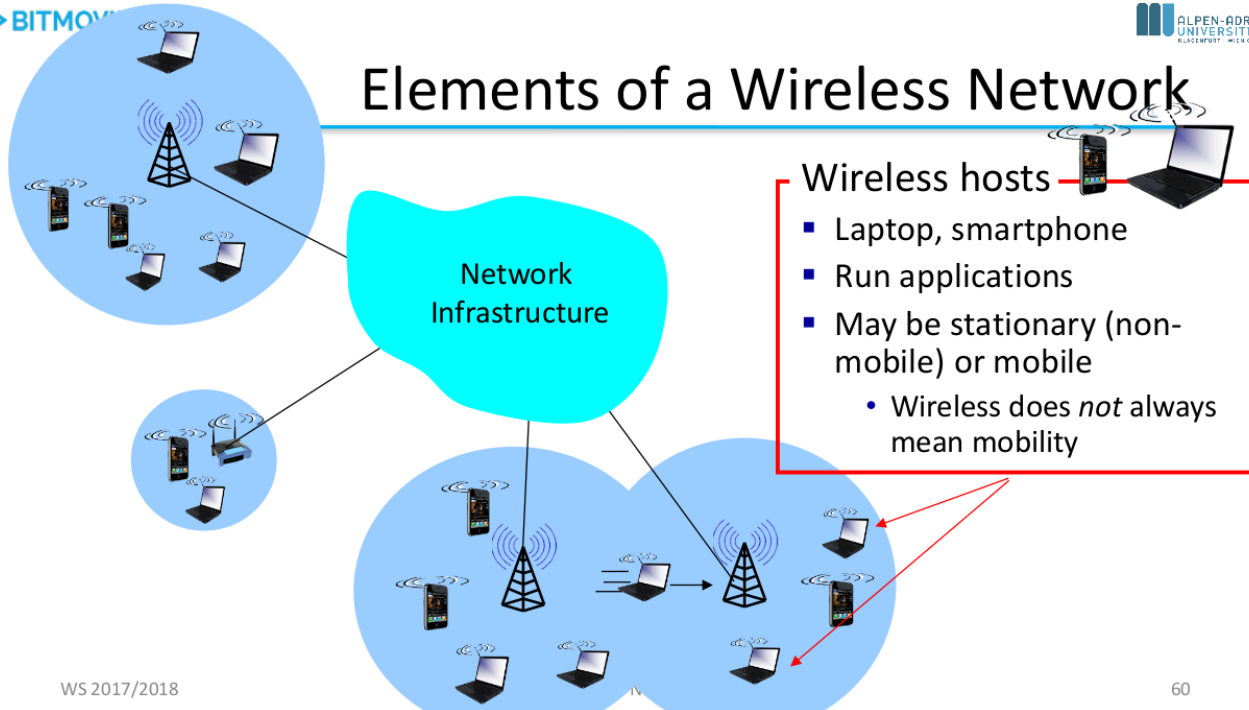 ALPEN-ADR
UNIVERSIT
Elements of a Wireless Network
Wireless hosts
▪ Laptop, smartphone
▪ Run applications
▪ May be stationary (non-
mobile) or mobile
• Wireless does not always
mean mobility
Network
Infrastructure
WS 2017/2018
60